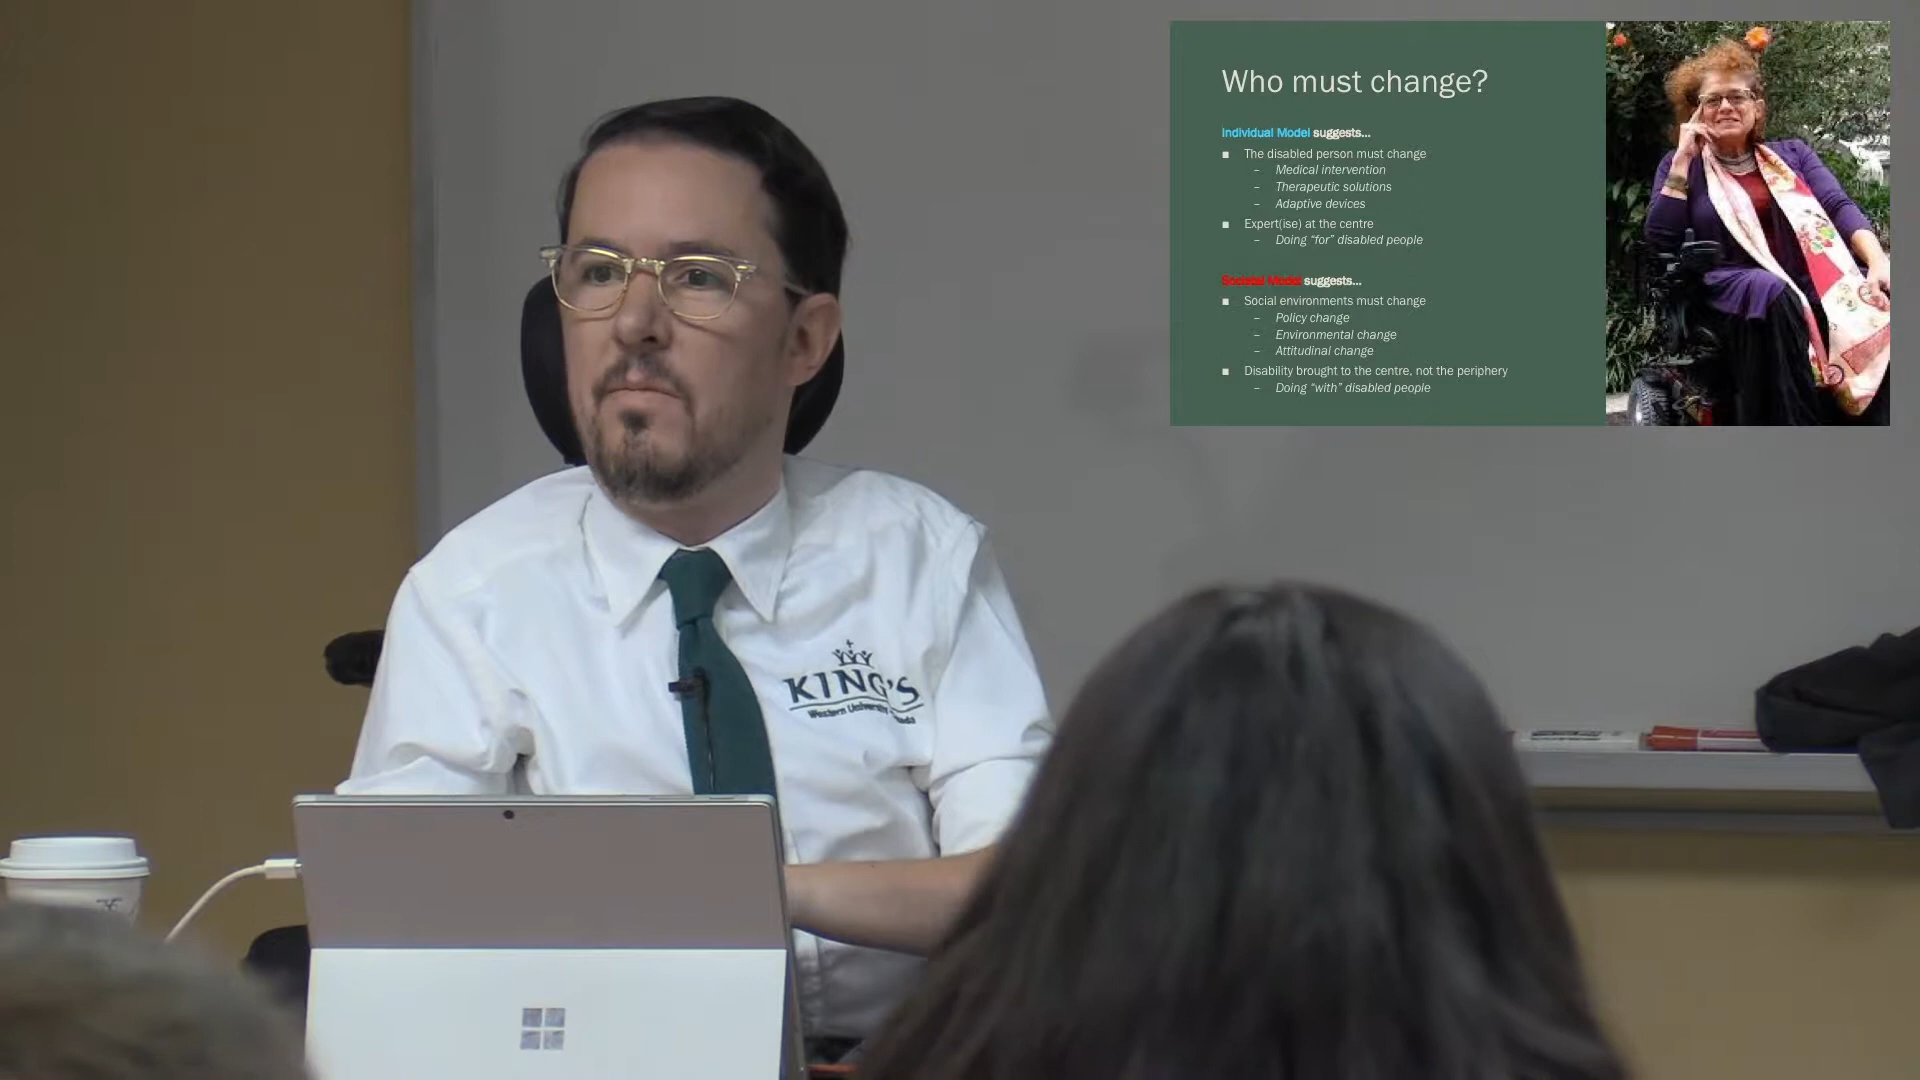 Who must change?
Individual Model suggests...
■ The disabled person must change
– Medical intervention
– Therapeutic solutions
– Adaptive devices
■ Expert(ise) at the centre
– Doing “for” disabled people
Societal Model suggests...
■ Social environments must change
– Policy change
– Environmental change
– Attitudinal change
■ Disability brought to the centre, not the periphery
– Doing “with” disabled people
KING'S
Western University